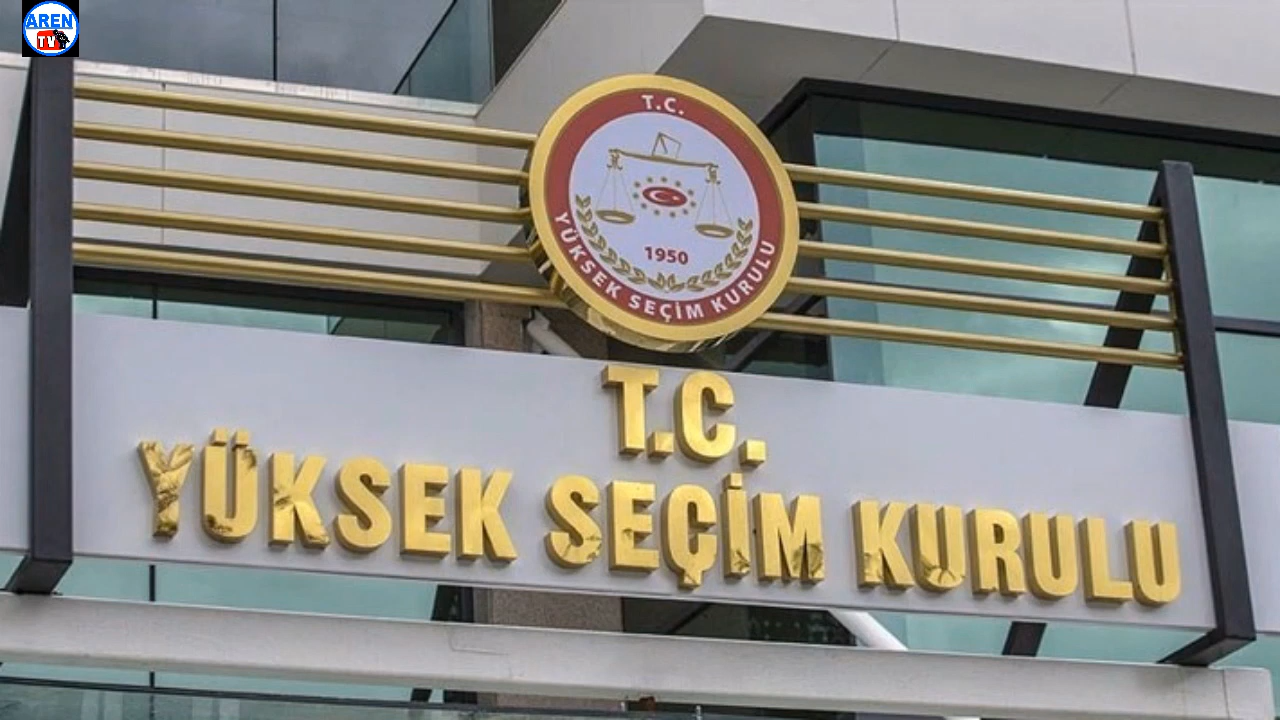 AREN
TV
T.C.
1950
YÜKSEK SEÇİM KURULU
T.C.
YÜKSEK SEÇİM KURULU